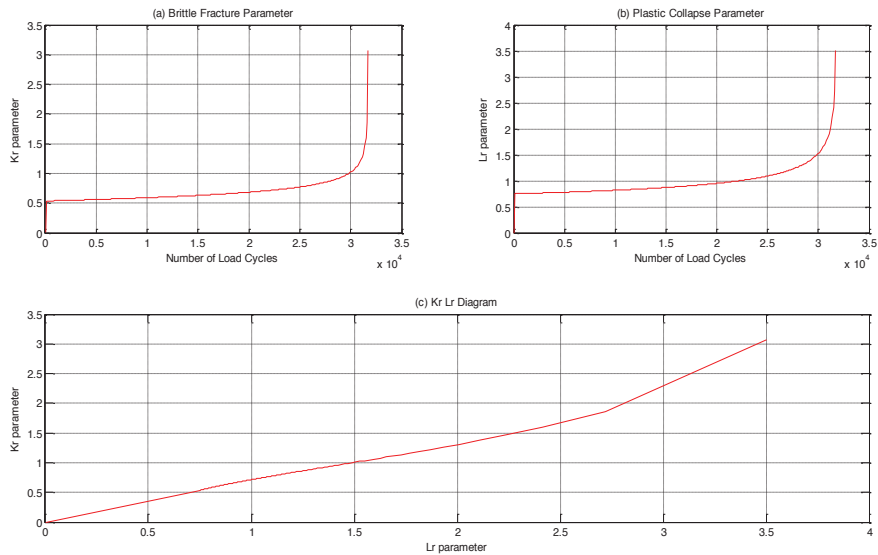 (a) Brittle Fracture Parameter
3.5
3
2.5
2
1.5
1
0.5
0
Kr parameter
0 0.5 1 1.5 2 2.5 3 3.5
Number of Load Cycles
x 10^4
(b) Plastic Collapse Parameter
4
3.5
3
2.5
2
1.5
1
0.5
0
Lr parameter
0 0.5 1 1.5 2 2.5 3 3.5
Number of Load Cycles
x 10^4
(c) Kr Lr Diagram
3.5
3
2.5
2
1.5
1
0.5
0
Kr parameter
0 0.5 1 1.5 2 2.5 3 3.5 4
Lr parameter